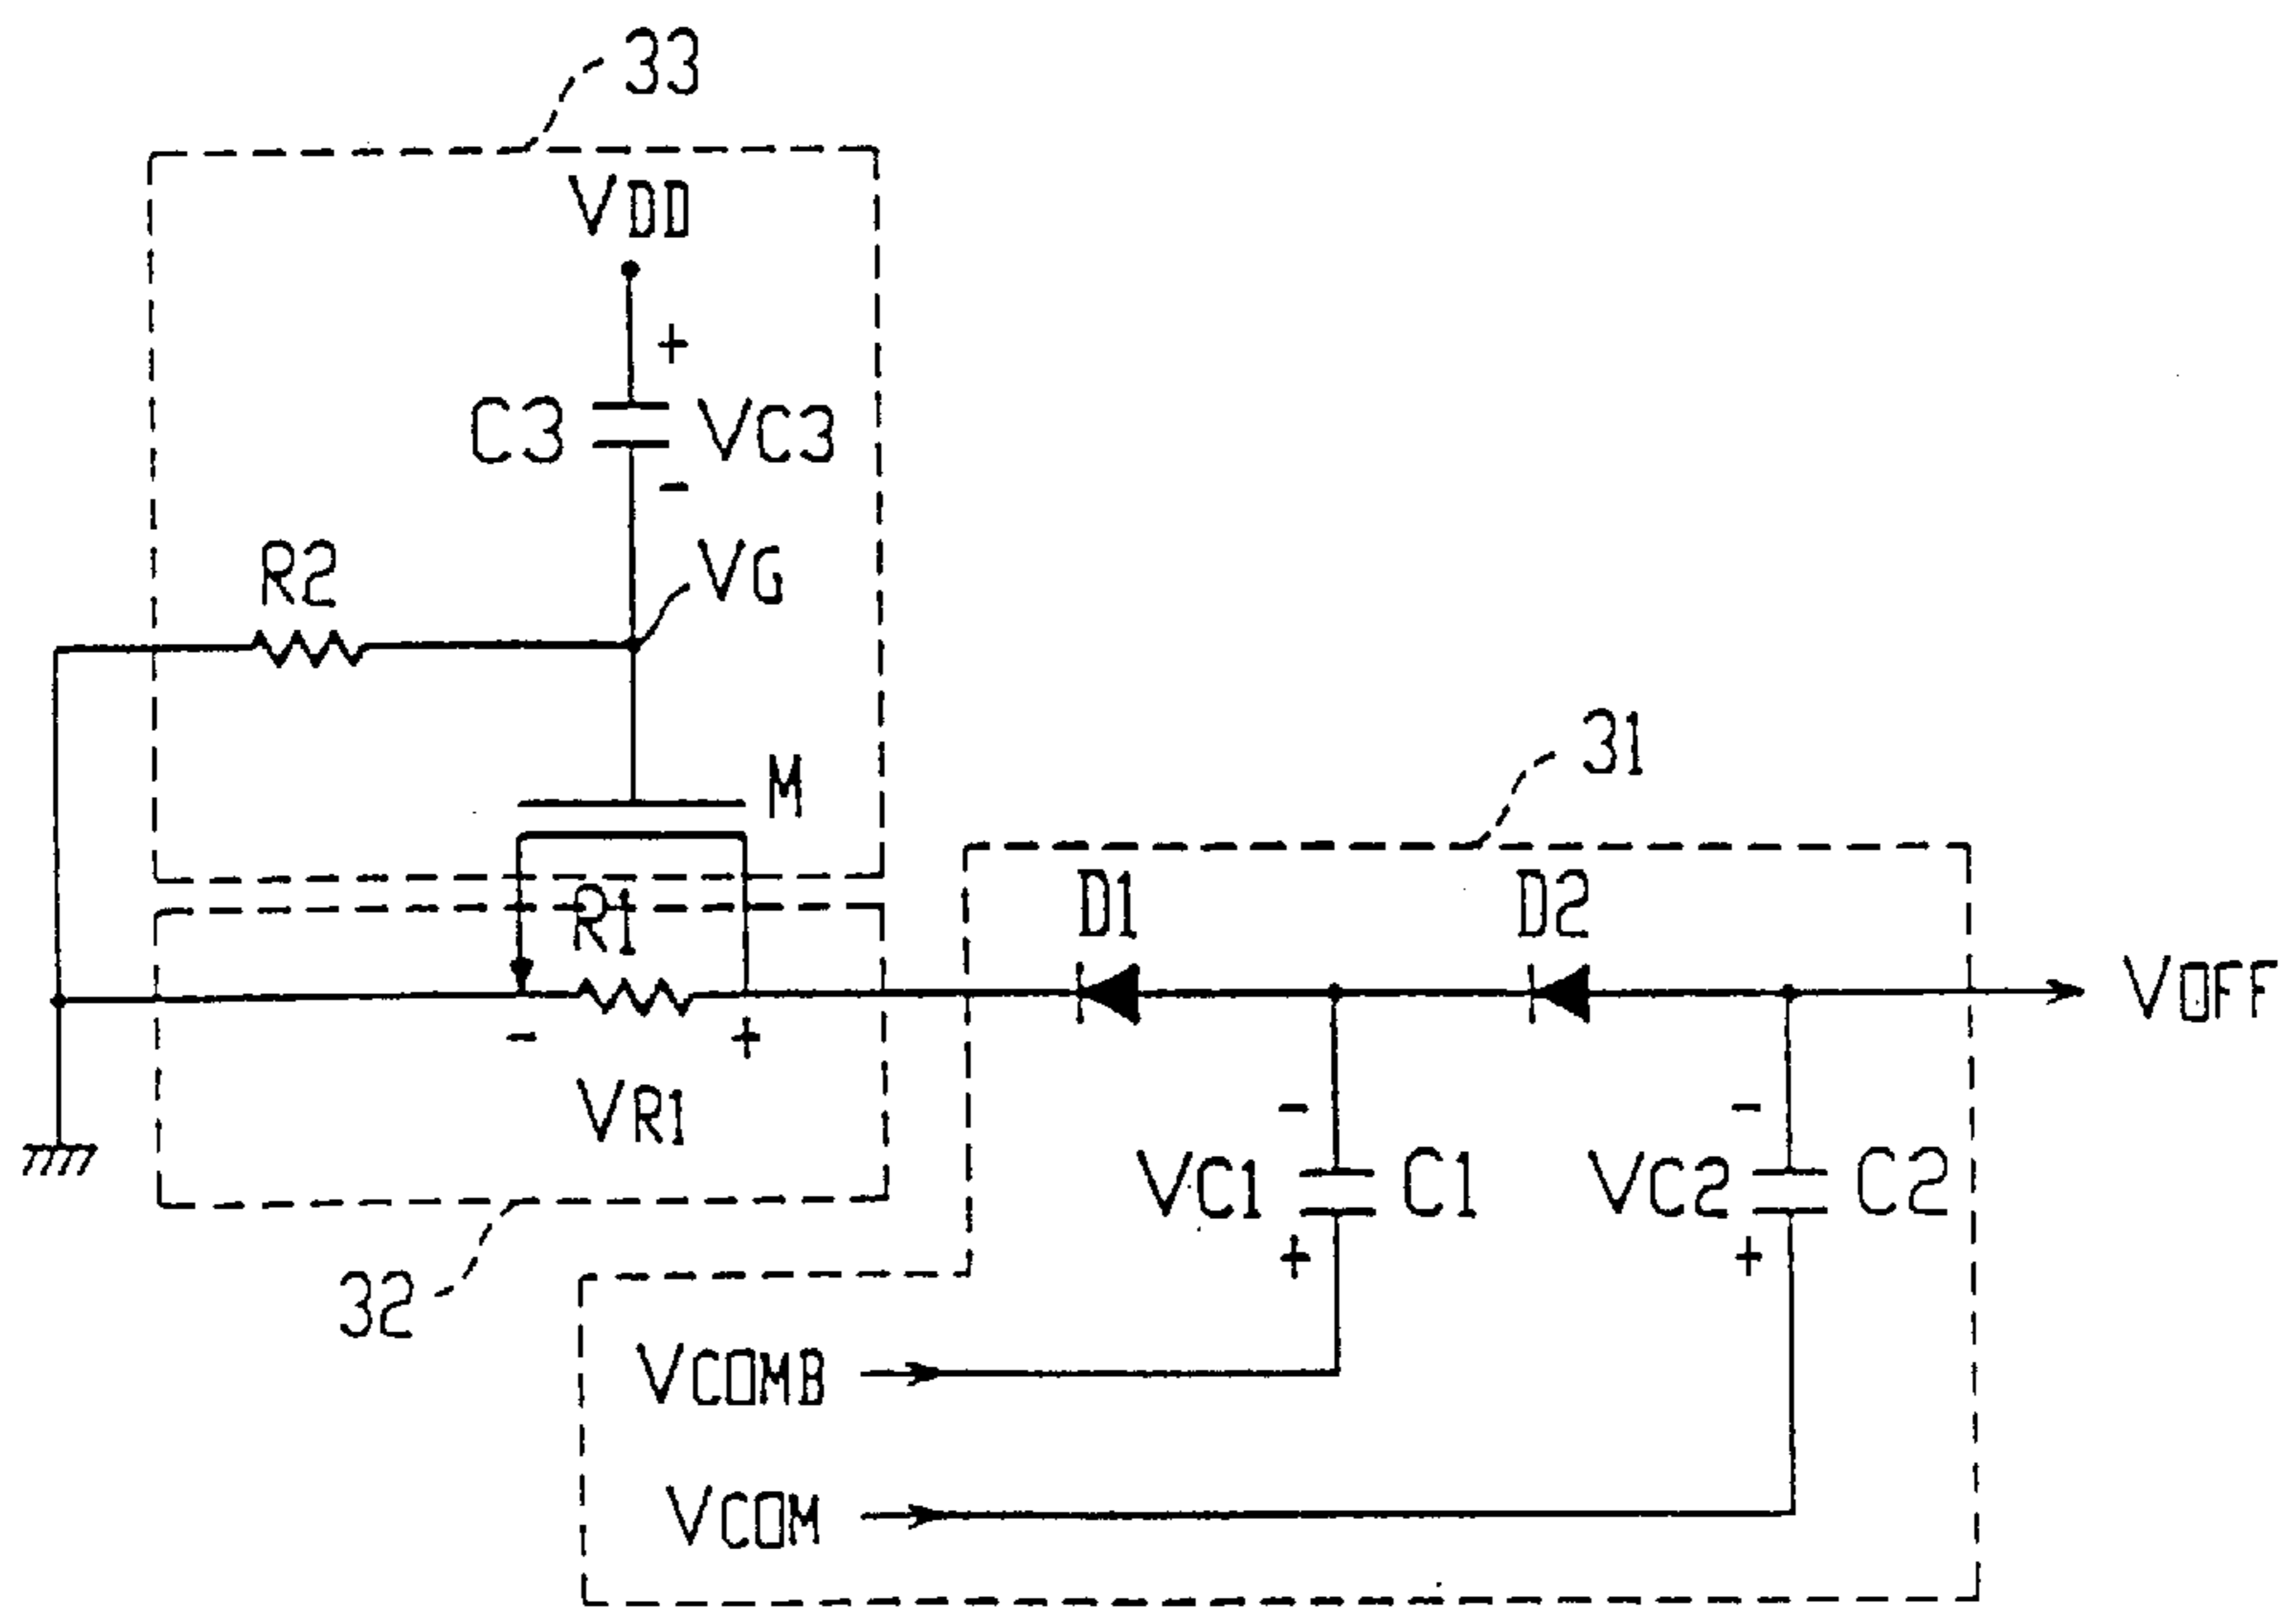 33
VDD
+
C3 VC3
-
R2
VG
M
31
R1
D1
D2
VOFF
- +
VR1
- -
VC1 C1
VC2 C2
+ +
32
VCOMB
VCOM